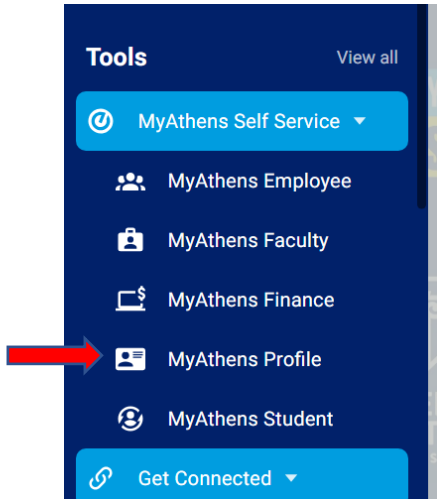 Tools View all
MyAthens Self Service
MyAthens Employee
MyAthens Faculty
MyAthens Finance
MyAthens Profile
MyAthens Student
Get Connected